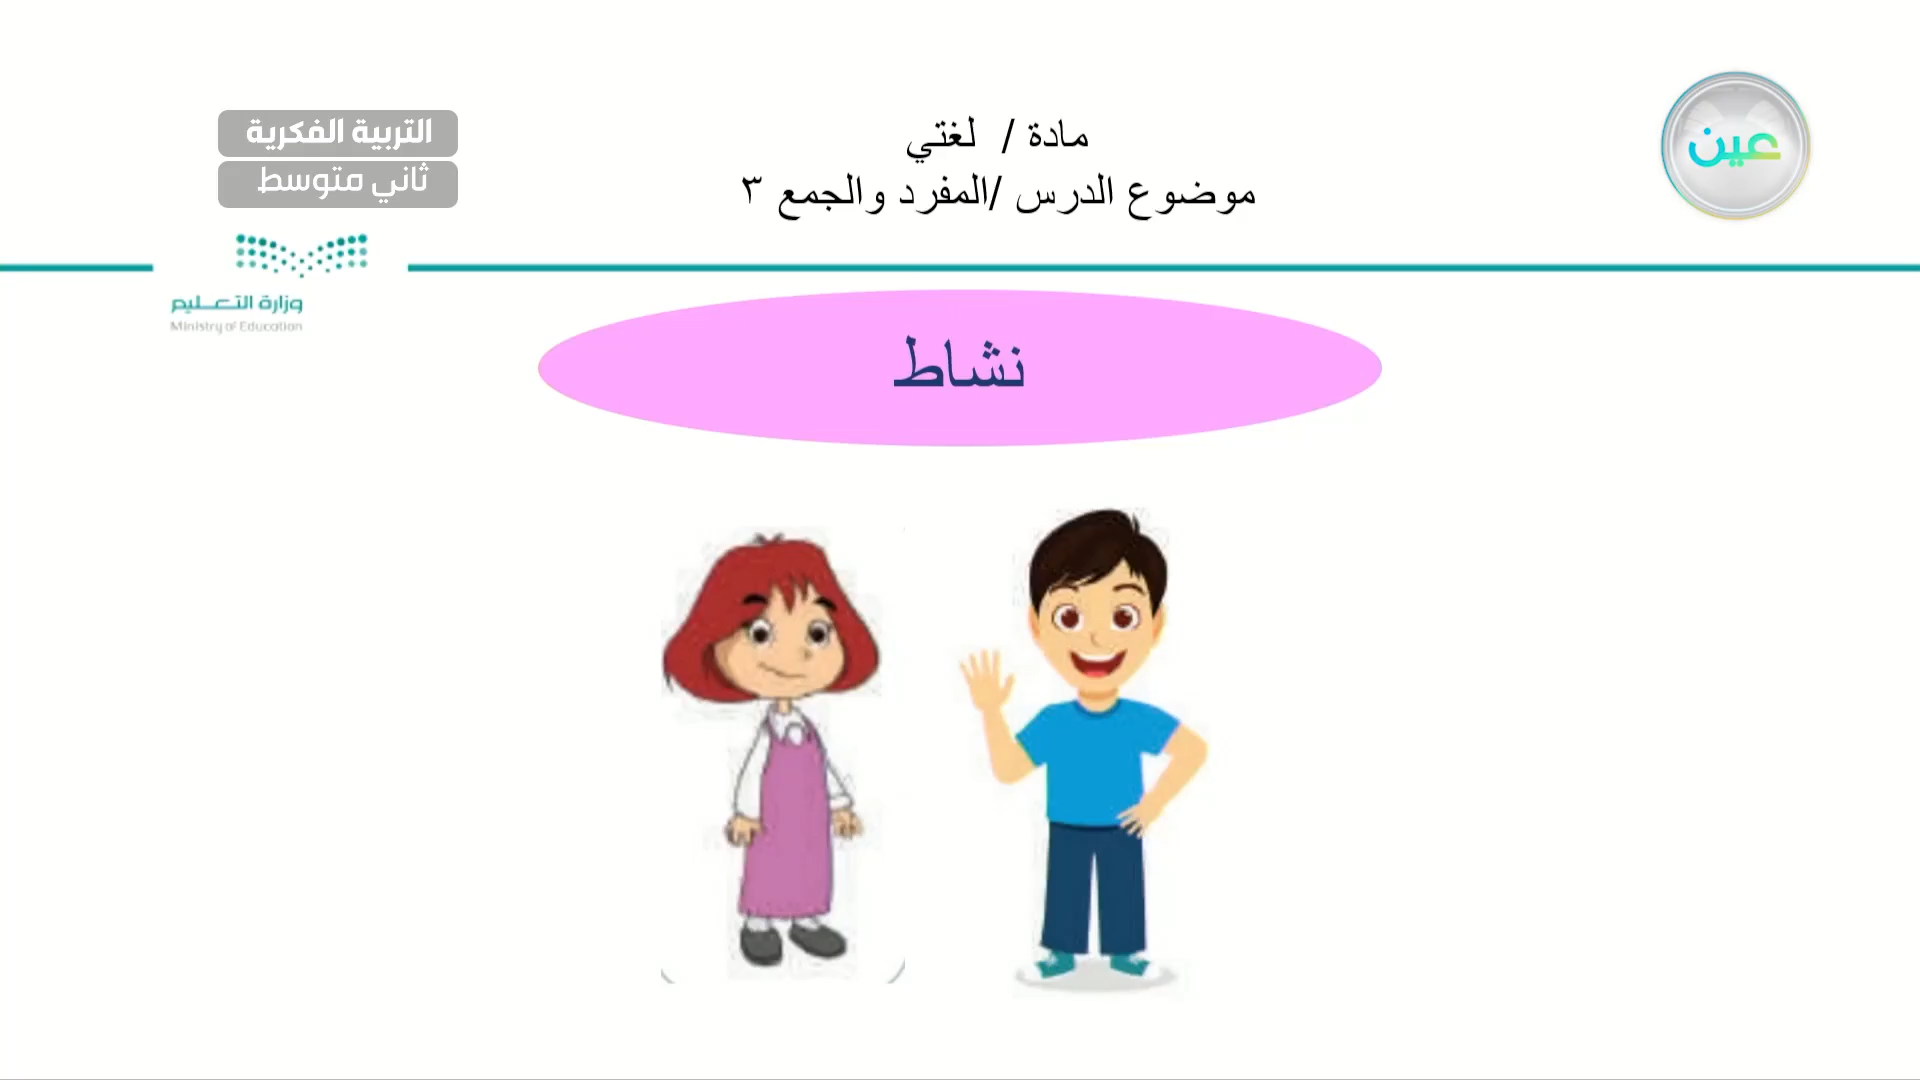 عين
مادة / لغتي
موضوع الدرس /المفرد والجمع ٣
التربية الفكرية
ثاني متوسط
وزارة التعليم
Ministry of Education
نشاط